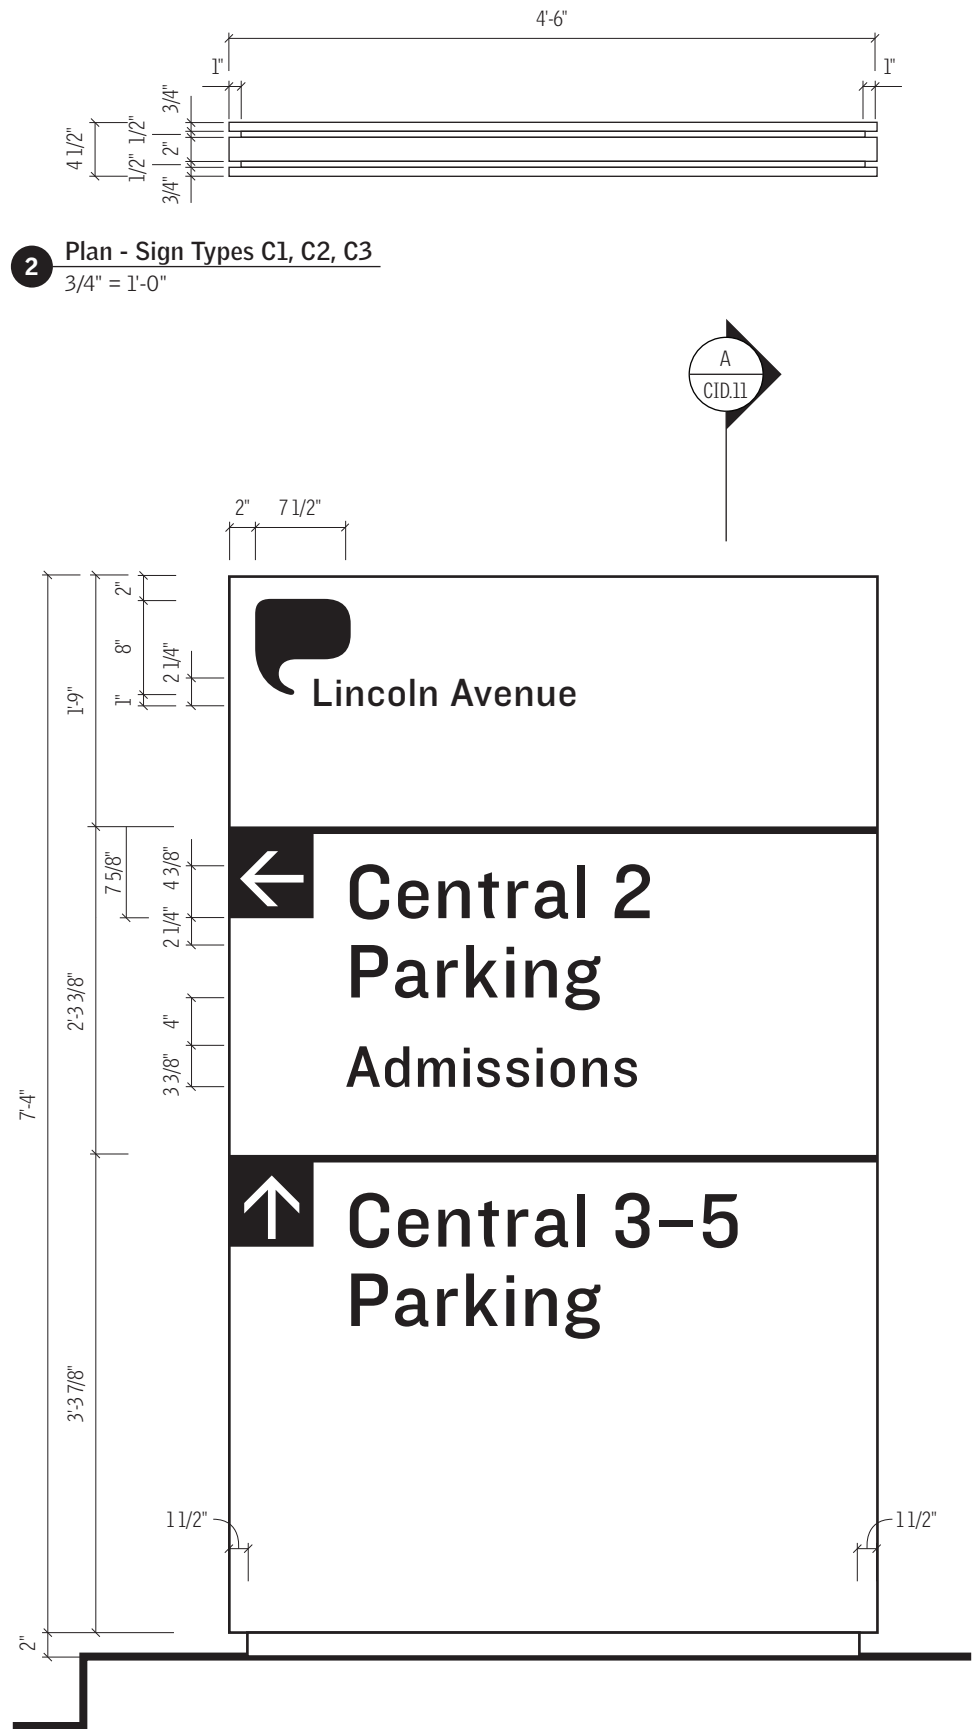 4'-6"
1"
1"
3/4"
1/2"
4 1/2"
2"
1/2"
3/4"
2
Plan - Sign Types C1, C2, C3
3/4" = 1'-0"
A
CID.11
2"
7 1/2"
2"
8"
2 1/4"
1"
1'-9"
Lincoln Avenue
7 5/8"
4 3/8"
2 1/4"
Central 2
Parking
2'-3 3/8"
4"
3 3/8"
Admissions
7'-4"
Central 3–5
Parking
3'-3 7/8"
1 1/2"
1 1/2"
2"